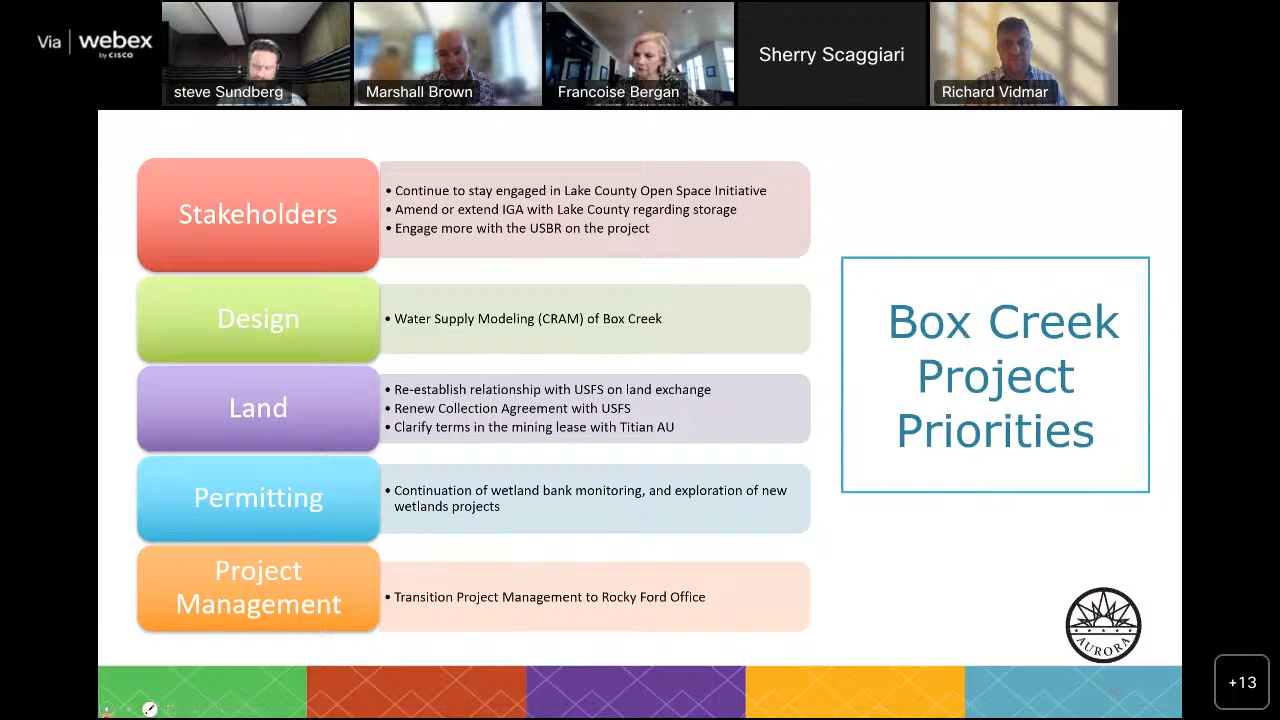 Via | webex
by CISCO
steve Sundberg
Marshall Brown
Francoise Bergan
Sherry Scaggiari
Richard Vidmar
Stakeholders
• Continue to stay engaged in Lake County Open Space Initiative
• Amend or extend IGA with Lake County regarding storage
• Engage more with the USBR on the project
Design
• Water Supply Modeling (CRAM) of Box Creek
Land
• Re-establish relationship with USFS on land exchange
• Renew Collection Agreement with USFS
• Clarify terms in the mining lease with Titian AU
Permitting
• Continuation of wetland bank monitoring, and exploration of new
wetlands projects
Project
Management
• Transition Project Management to Rocky Ford Office
Box Creek
Project
Priorities
AURORA
+13